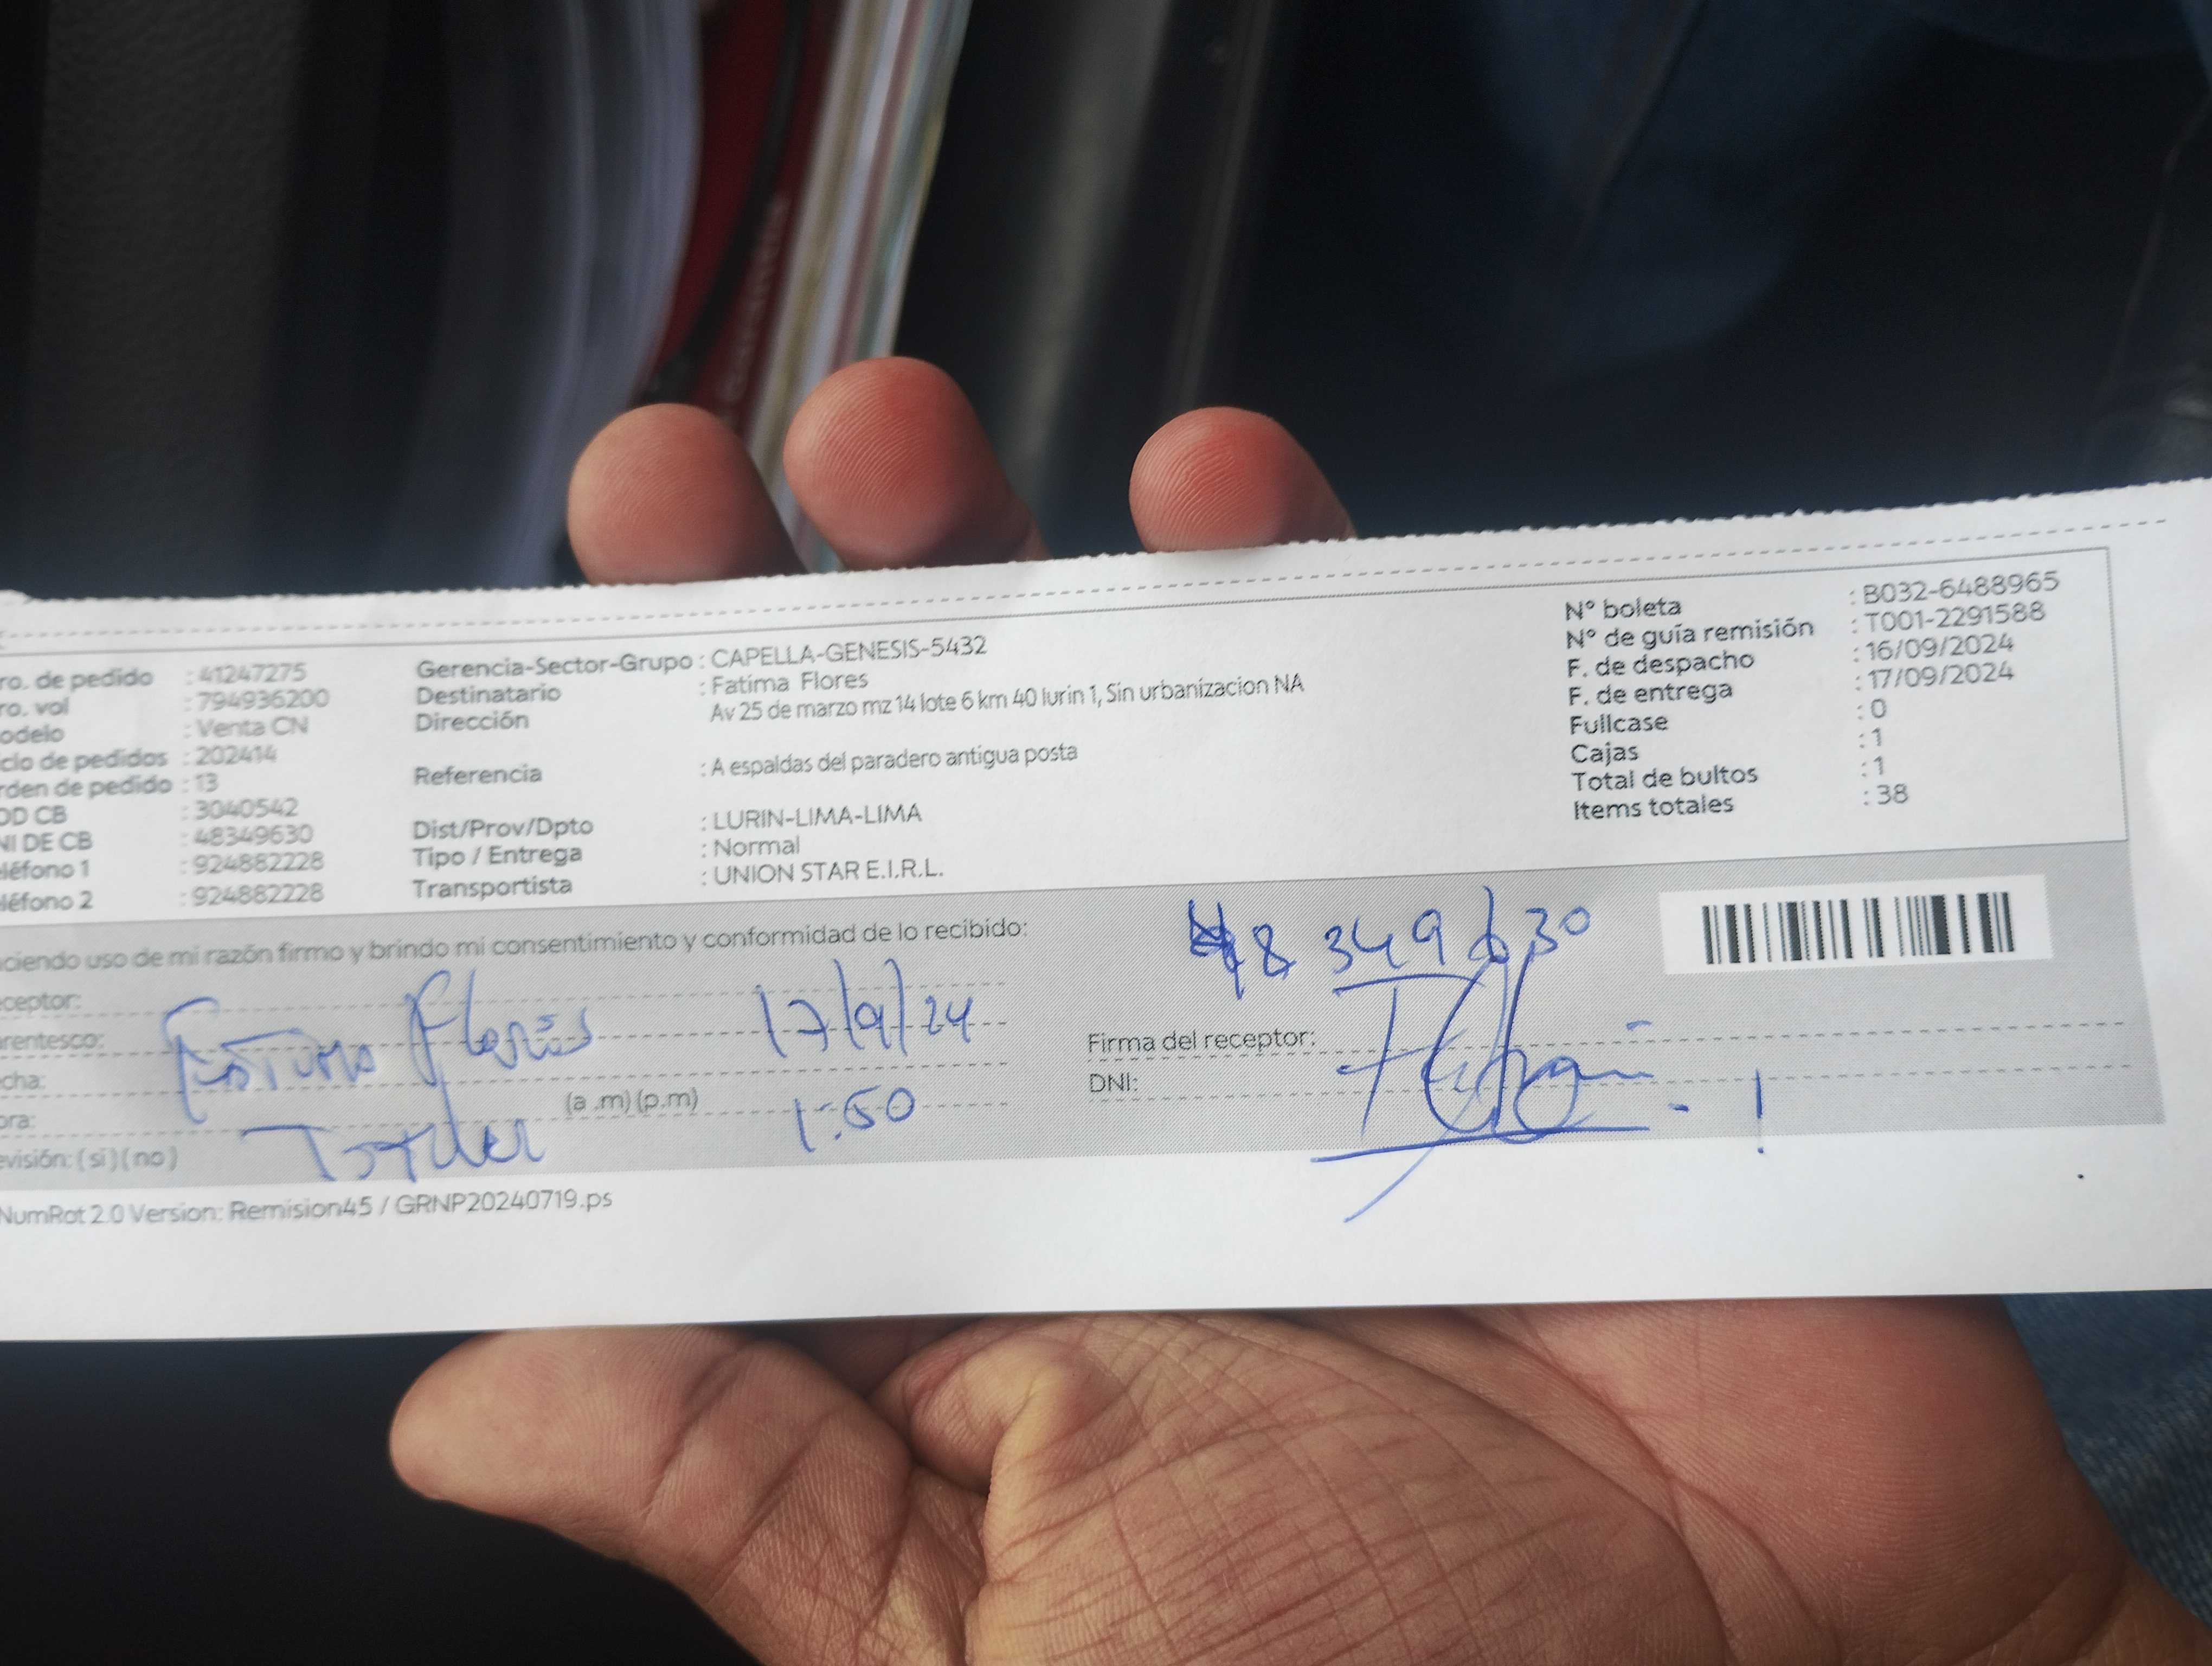 ro. de pedido : 41247275
ro. vol : 794936200
odelo : Venta CN
clo de pedidos : 202414
rden de pedido : 13
OD CB : 3040542
NI DE CB : 48349630
eléfono 1 : 924882228
léfono 2 : 924882228
Gerencia-Sector-Grupo : CAPELLA-GENESIS-5432
Destinatario : Fatima Flores
Dirección Av 25 de marzo mz 14 lote 6 km 40 lurin 1, Sin urbanizacion NA
Referencia : A espaldas del paradero antigua posta
Dist/Prov/Dpto : LURIN-LIMA-LIMA
Tipo / Entrega : Normal
Transportista : UNION STAR E.I.R.L.
N° boleta : B032-6488965
N° de guía remisión : T001-2291588
F. de despacho : 16/09/2024
F. de entrega : 17/09/2024
Fullcase : 0
Cajas : 1
Total de bultos : 1
Items totales : 38
ciendo uso de mi razón firmo y brindo mi consentimiento y conformidad de lo recibido:
ceptor:
rentesco:
cha:
ora:
evisión: (si) (no)
Flores
17/9/24
(a .m) (p.m) 1:50
48349630
Firma del receptor:
DNI:
NumRot 2.0 Version: Remision45 / GRNP20240719.ps